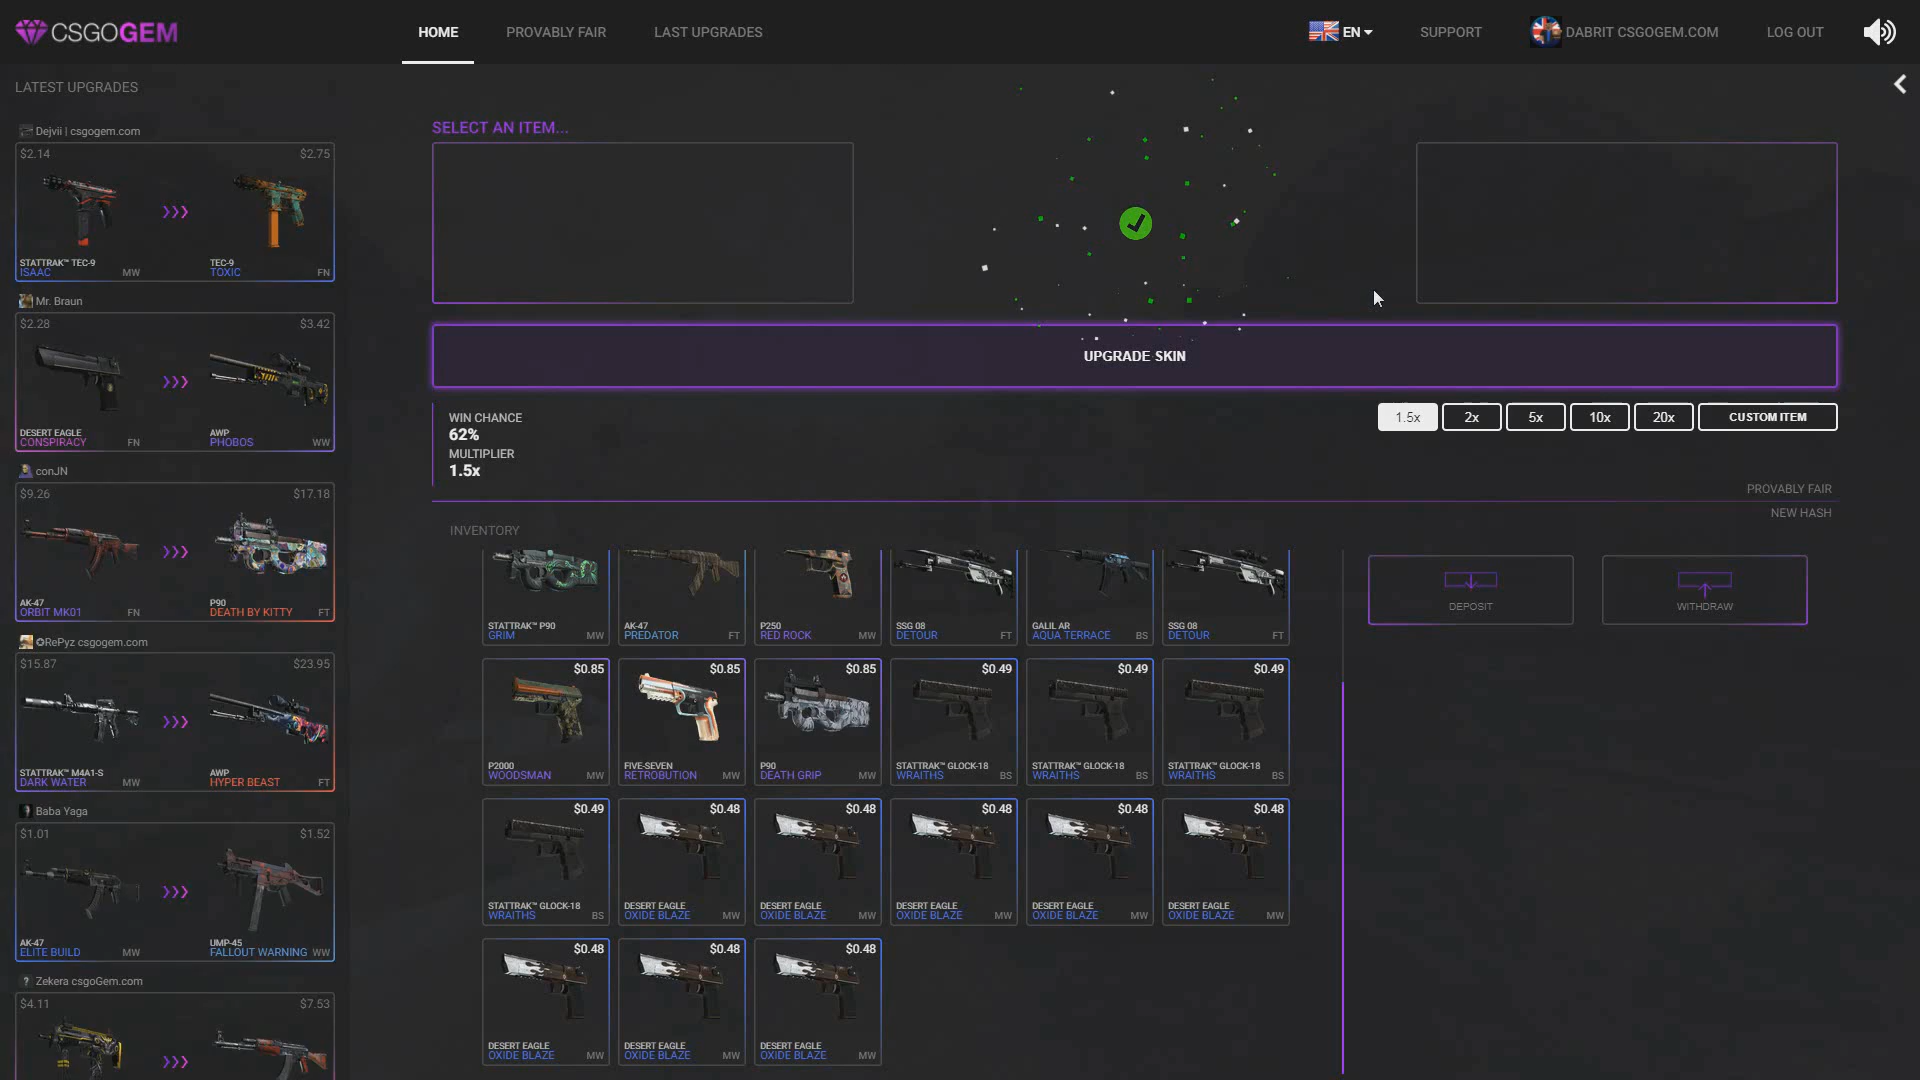 CSGOGEM
HOME
PROVABLY FAIR
LAST UPGRADES
EN
SUPPORT
DABRIT CSGOGEM.COM
LOG OUT
LATEST UPGRADES
Dejvii | csgogem.com
$2.14
$2.75
STATTRAK™ TEC-9
ISAAC
MW
TEC-9
TOXIC
FN
Mr. Braun
$2.28
$3.42
DESERT EAGLE
CONSPIRACY
FN
AWP
PHOBOS
WW
conJN
$9.26
$17.18
AK-47
ORBIT MK01
FN
P90
DEATH BY KITTY
FT
✪RePyz csgogem.com
$15.87
$23.95
STATTRAK™ M4A1-S
DARK WATER
MW
AWP
HYPER BEAST
FT
Baba Yaga
$1.01
$1.52
AK-47
ELITE BUILD
MW
UMP-45
FALLOUT WARNING
WW
? Zekera csgoGem.com
$4.11
$7.53
SELECT AN ITEM...
UPGRADE SKIN
WIN CHANCE
62%
MULTIPLIER
1.5x
1.5x
2x
5x
10x
20x
CUSTOM ITEM
PROVABLY FAIR
NEW HASH
INVENTORY
STATTRAK™ P90
GRIM
MW
AK-47
PREDATOR
FT
P250
RED ROCK
MW
SSG 08
DETOUR
FT
GALIL AR
AQUA TERRACE
BS
SSG 08
DETOUR
FT
$0.85
P2000
WOODSMAN
MW
$0.85
FIVE-SEVEN
RETROBUTION
MW
$0.85
P90
DEATH GRIP
MW
$0.49
STATTRAK™ GLOCK-18
WRAITHS
BS
$0.49
STATTRAK™ GLOCK-18
WRAITHS
BS
$0.49
STATTRAK™ GLOCK-18
WRAITHS
BS
$0.49
STATTRAK™ GLOCK-18
WRAITHS
BS
$0.48
DESERT EAGLE
OXIDE BLAZE
MW
$0.48
DESERT EAGLE
OXIDE BLAZE
MW
$0.48
DESERT EAGLE
OXIDE BLAZE
MW
$0.48
DESERT EAGLE
OXIDE BLAZE
MW
$0.48
DESERT EAGLE
OXIDE BLAZE
MW
$0.48
DESERT EAGLE
OXIDE BLAZE
MW
$0.48
DESERT EAGLE
OXIDE BLAZE
MW
$0.48
DESERT EAGLE
OXIDE BLAZE
MW
DEPOSIT
WITHDRAW